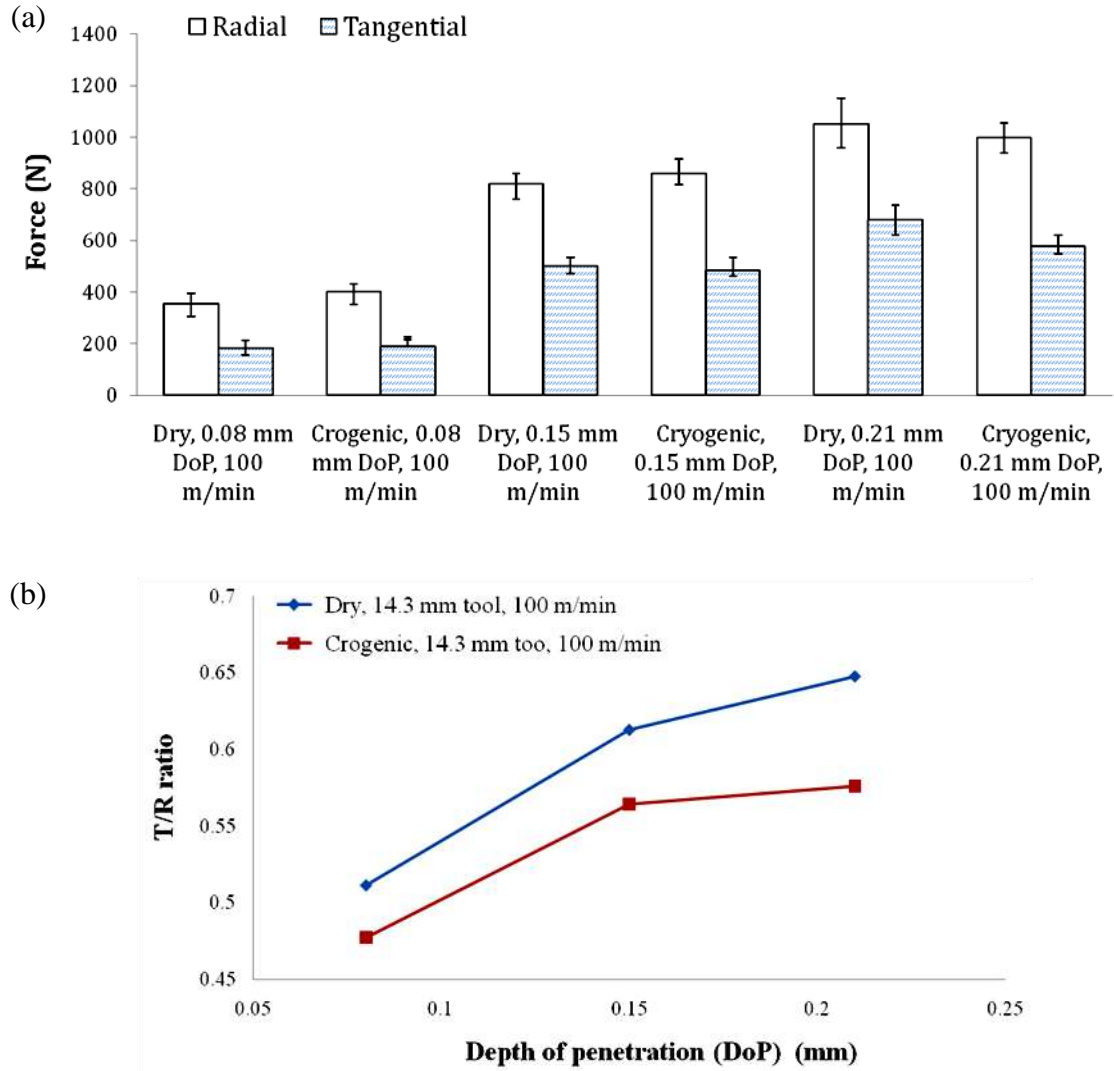 (a)
Radial Tangential
1400
1200
1000
800
600
400
200
0
Force (N)
Dry, 0.08 mm
DoP, 100
m/min
Crogenic, 0.08
mm DoP, 100
m/min
Dry, 0.15 mm
DoP, 100
m/min
Cryogenic,
0.15 mm DoP,
100 m/min
Dry, 0.21 mm
DoP, 100
m/min
Cryogenic,
0.21 mm DoP,
100 m/min
(b)
Dry, 14.3 mm tool, 100 m/min
Crogenic, 14.3 mm too, 100 m/min
0.7
0.65
0.6
0.55
0.5
0.45
T/R ratio
0.05 0.1 0.15 0.2 0.25
Depth of penetration (DoP) (mm)